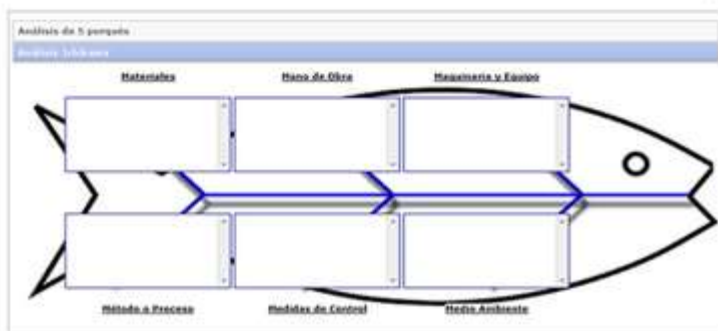 Análisis de 5 porqués
Análisis Ishikawa
Materiales
Mano de Obra
Maquinaria y Equipo
Método o Proceso
Medidas de Control
Medio Ambiente